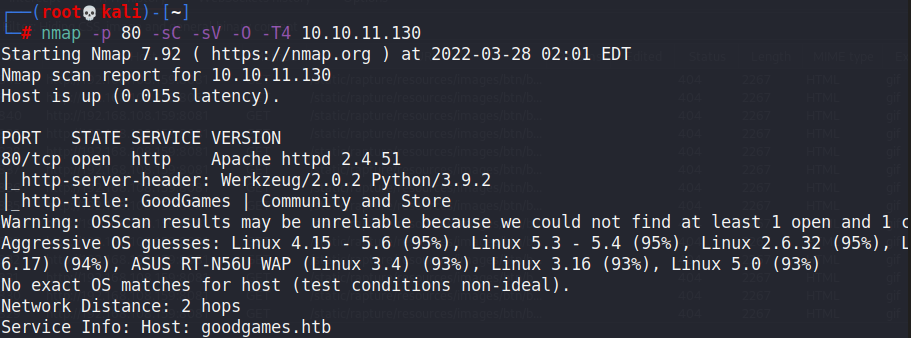 ┌──(root💀kali)-[~]
└─# nmap -p 80 -sC -sV -O -T4 10.10.11.130
Starting Nmap 7.92 ( https://nmap.org ) at 2022-03-28 02:01 EDT
Nmap scan report for 10.10.11.130
Host is up (0.015s latency).
PORT   STATE SERVICE VERSION
80/tcp open  http    Apache httpd 2.4.51
|_http-server-header: Werkzeug/2.0.2 Python/3.9.2
|_http-title: GoodGames | Community and Store
Warning: OSScan results may be unreliable because we could not find at least 1 open and 1 c
Aggressive OS guesses: Linux 4.15 - 5.6 (95%), Linux 5.3 - 5.4 (95%), Linux 2.6.32 (95%), L
6.17) (94%), ASUS RT-N56U WAP (Linux 3.4) (93%), Linux 3.16 (93%), Linux 5.0 (93%)
No exact OS matches for host (test conditions non-ideal).
Network Distance: 2 hops
Service Info: Host: goodgames.htb